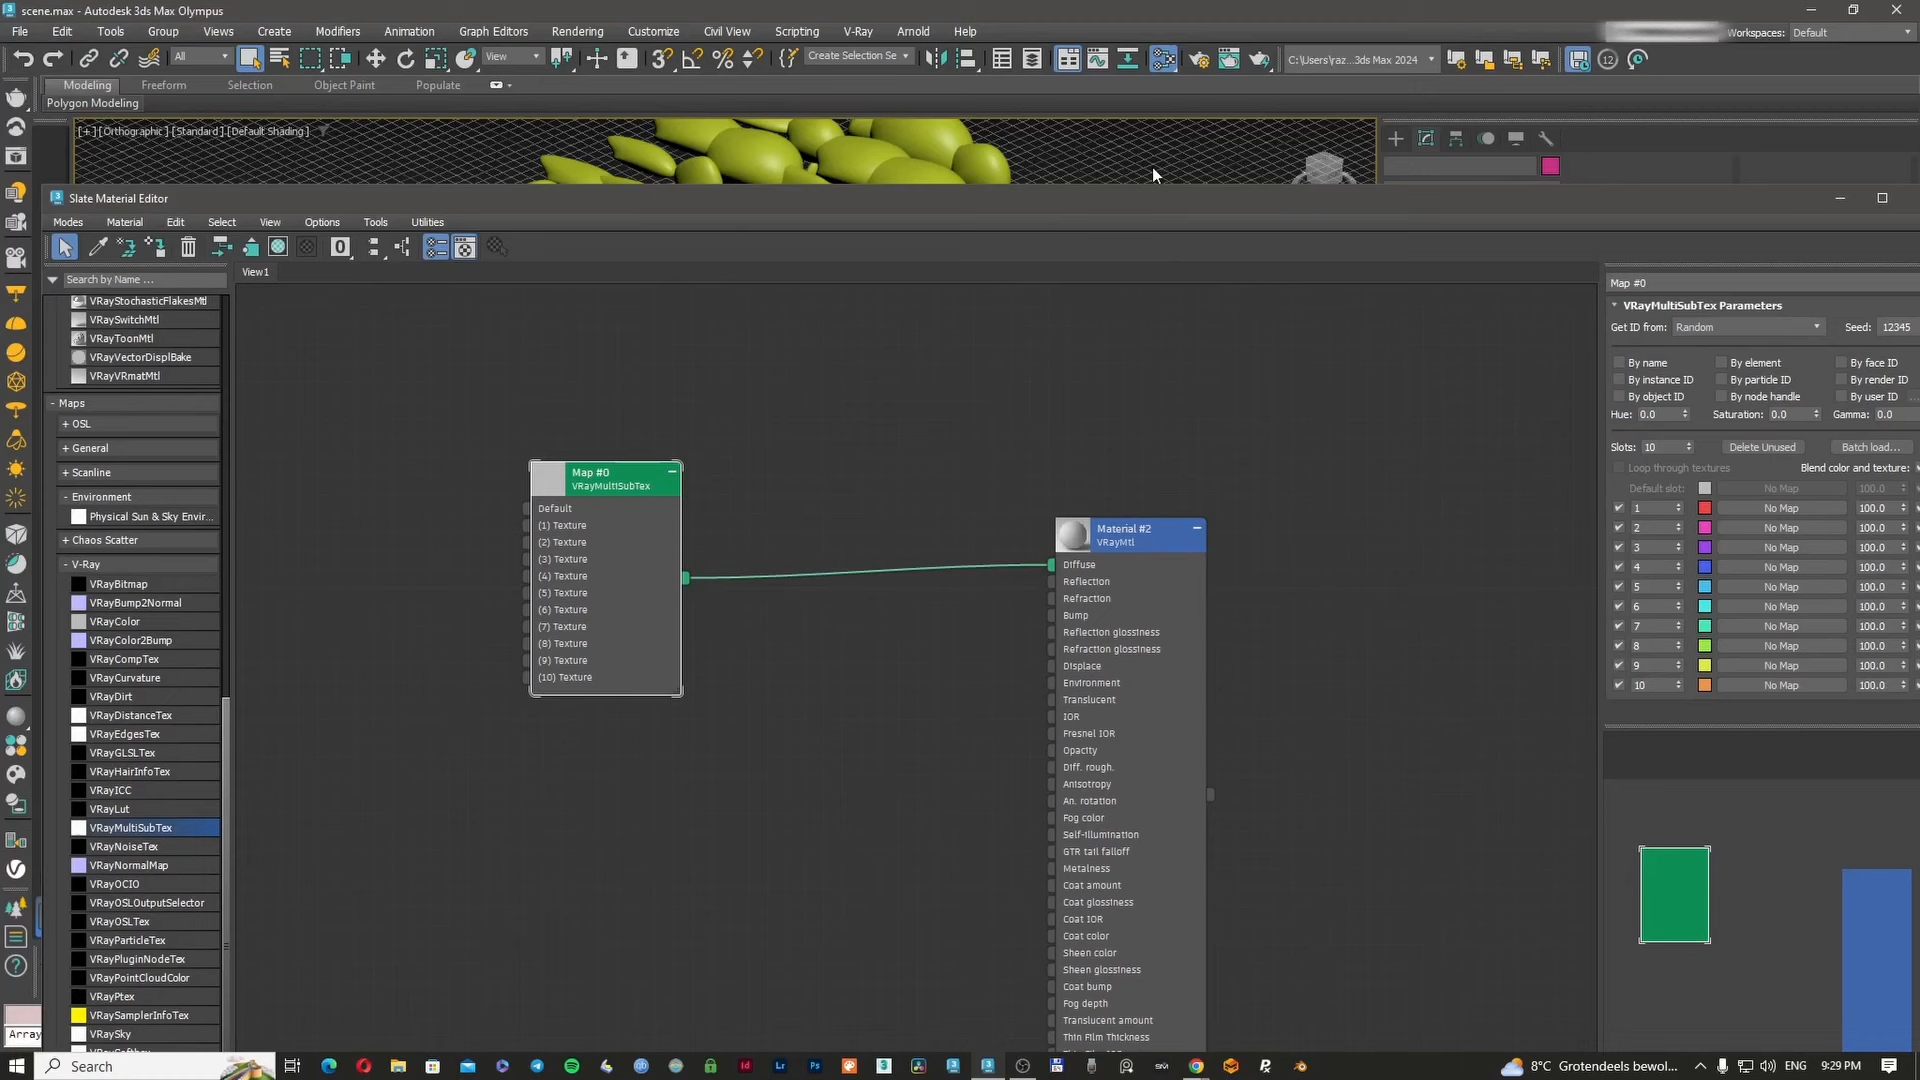 scene.max - Autodesk 3ds Max Olympus
File Edit Tools Group Views Create Modifiers Animation Graph Editors Rendering Customize Civil View Scripting V-Ray Arnold Help
Workspaces: Default
All
View
Create Selection Se
C:\Users\raz...3ds Max 2024
Modeling Freeform Selection Object Paint Populate
Polygon Modeling
[+] [Orthographic] [Standard] [Default Shading]
Slate Material Editor
Modes Material Edit Select View Options Tools Utilities
Search by Name ...
View1
VRayStochasticFlakesMtl
VRaySwitchMtl
VRayToonMtl
VRayVectorDisplBake
VRayVRmatMtl
- Maps
+ OSL
+ General
+ Scanline
- Environment
Physical Sun & Sky Envir...
+ Chaos Scatter
- V-Ray
VRayBitmap
VRayBump2Normal
VRayColor
VRayColor2Bump
VRayCompTex
VRayCurvature
VRayDirt
VRayDistanceTex
VRayEdgesTex
VRayGLSLTex
VRayHairInfoTex
VRayICC
VRayLut
VRayMultiSubTex
VRayNoiseTex
VRayNormalMap
VRayOCIO
VRayOSLOutputSelector
VRayOSLTex
VRayParticleTex
VRayPluginNodeTex
VRayPointCloudColor
VRayPtex
VRaySamplerInfoTex
VRaySky
Array
Map #0
VRayMultiSubTex
Default
(1) Texture
(2) Texture
(3) Texture
(4) Texture
(5) Texture
(6) Texture
(7) Texture
(8) Texture
(9) Texture
(10) Texture
Material #2
VRayMtl
Diffuse
Reflection
Refraction
Bump
Reflection glossiness
Refraction glossiness
Displace
Environment
Translucent
IOR
Fresnel IOR
Opacity
Diff. rough.
Anisotropy
An. rotation
Fog color
Self-Illumination
GTR tail falloff
Metalness
Coat amount
Coat glossiness
Coat IOR
Coat color
Sheen color
Sheen glossiness
Coat bump
Fog depth
Translucent amount
Thin Film Thickness
Map #0
VRayMultiSubTex Parameters
Get ID from: Random Seed: 12345
By name By element By face ID
By instance ID By particle ID By render ID
By object ID By node handle By user ID ...
Hue: 0.0 Saturation: 0.0 Gamma: 0.0
Slots: 10 Delete Unused Batch load...
Loop through textures Blend color and texture:
Default slot: No Map 100.0
1 No Map 100.0
2 No Map 100.0
3 No Map 100.0
4 No Map 100.0
5 No Map 100.0
6 No Map 100.0
7 No Map 100.0
8 No Map 100.0
9 No Map 100.0
10 No Map 100.0
Search
8°C Grotendeels bewol... ENG 9:29 PM